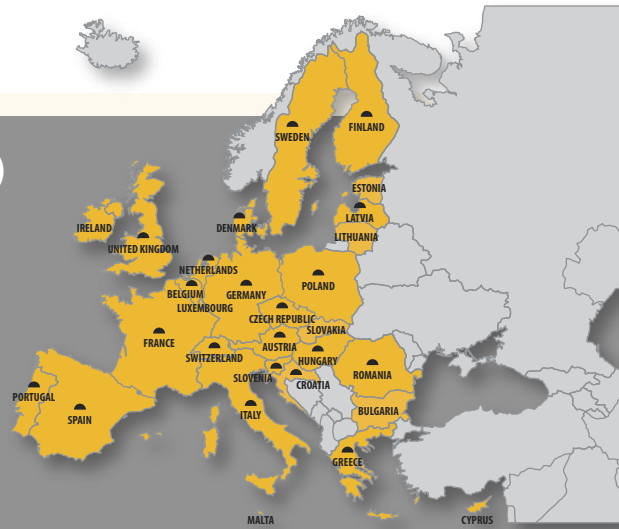 SWEDEN
FINLAND
ESTONIA
LATVIA
LITHUANIA
IRELAND
UNITED KINGDOM
DENMARK
NETHERLANDS
BELGIUM
LUXEMBOURG
GERMANY
POLAND
CZECH REPUBLIC
SLOVAKIA
FRANCE
SWITZERLAND
AUSTRIA
HUNGARY
SLOVENIA
CROATIA
ROMANIA
PORTUGAL
SPAIN
ITALY
BULGARIA
GREECE
MALTA
CYPRUS